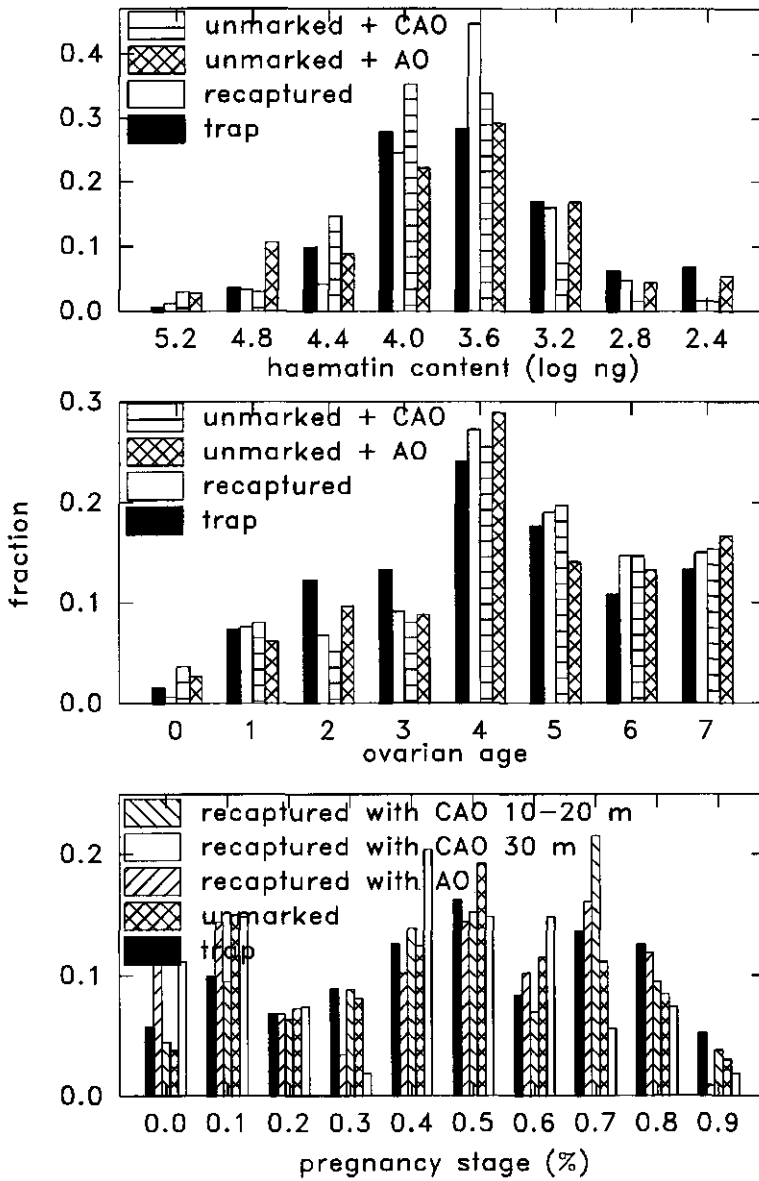 unmarked + CAO
unmarked + AO
recaptured
trap
0.4
0.3
0.2
0.1
0.0
5.2 4.8 4.4 4.0 3.6 3.2 2.8 2.4
haematin content (log ng)
0.3
unmarked + CAO
unmarked + AO
recaptured
trap
0.2
0.1
0.0
fraction
0 1 2 3 4 5 6 7
ovarian age
recaptured with CAO 10-20 m
recaptured with CAO 30 m
recaptured with AO
unmarked
trap
0.2
0.1
0.0
0.0 0.1 0.2 0.3 0.4 0.5 0.6 0.7 0.8 0.9
pregnancy stage (%)